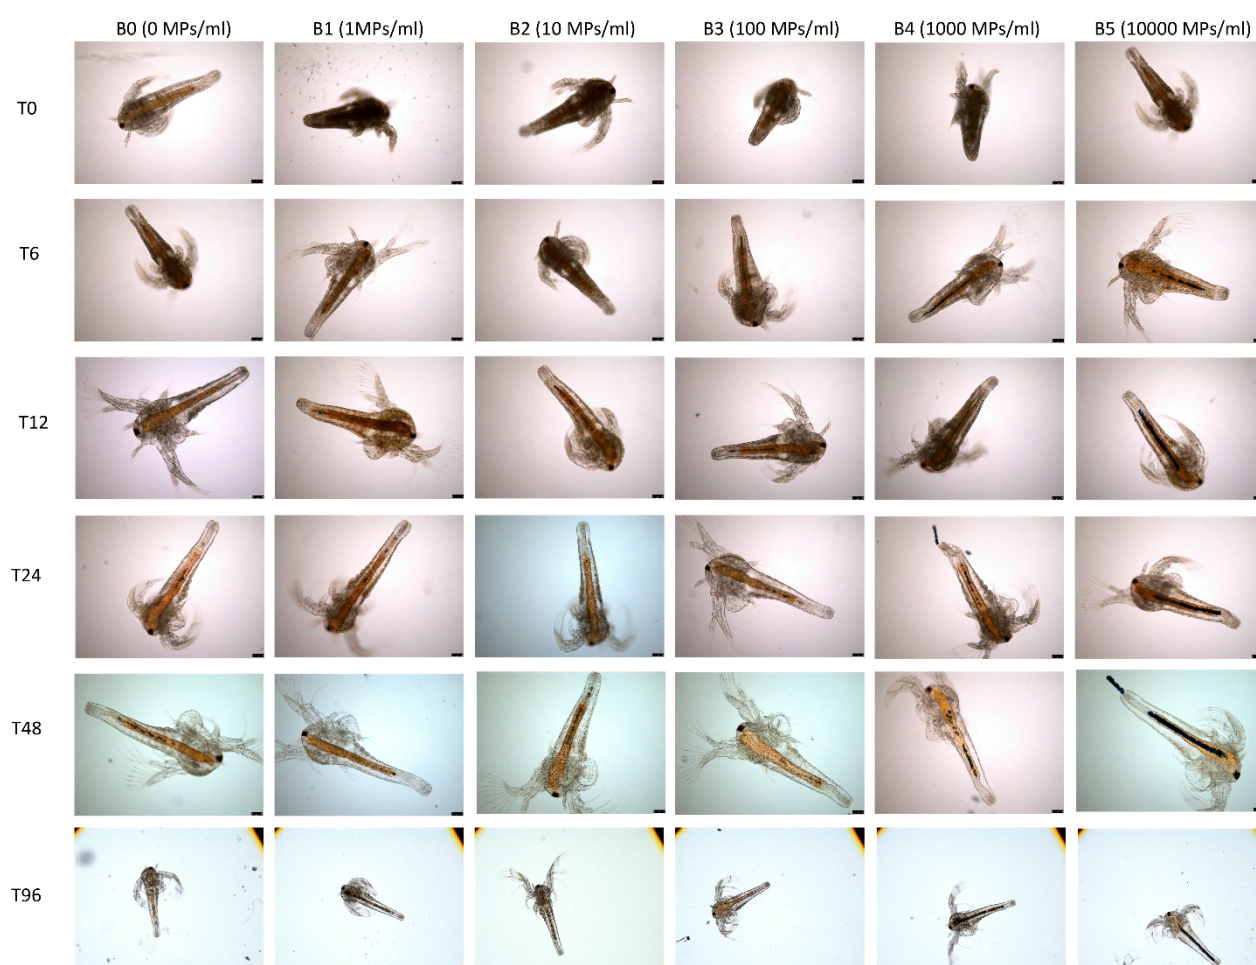 B0 (0 MPs/ml) B1 (1MPs/ml) B2 (10 MPs/ml) B3 (100 MPs/ml) B4 (1000 MPs/ml) B5 (10000 MPs/ml)
T0
T6
T12
T24
T48
T96